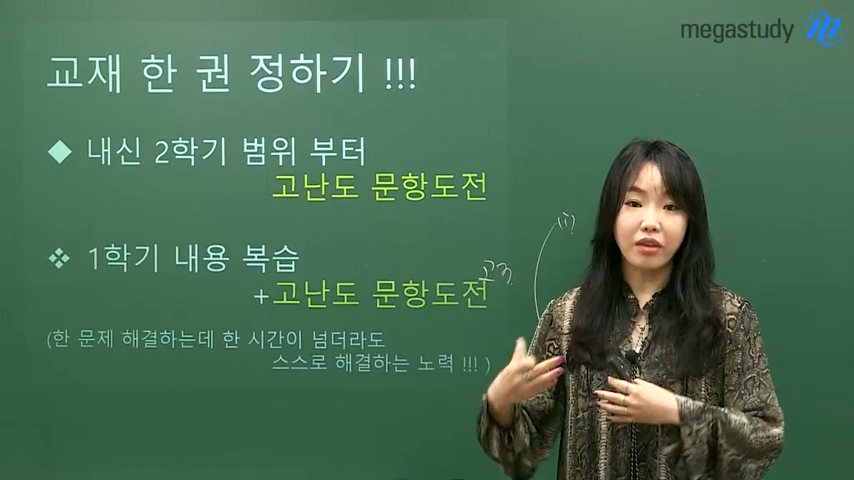 megastudy
교재 한 권 정하기 !!!
◆ 내신 2학기 범위 부터
고난도 문항도전
❖ 1학기 내용 복습
+고난도 문항도전
(한 문제 해결하는데 한 시간이 넘더라도
스스로 해결하는 노력 !!! )
고3